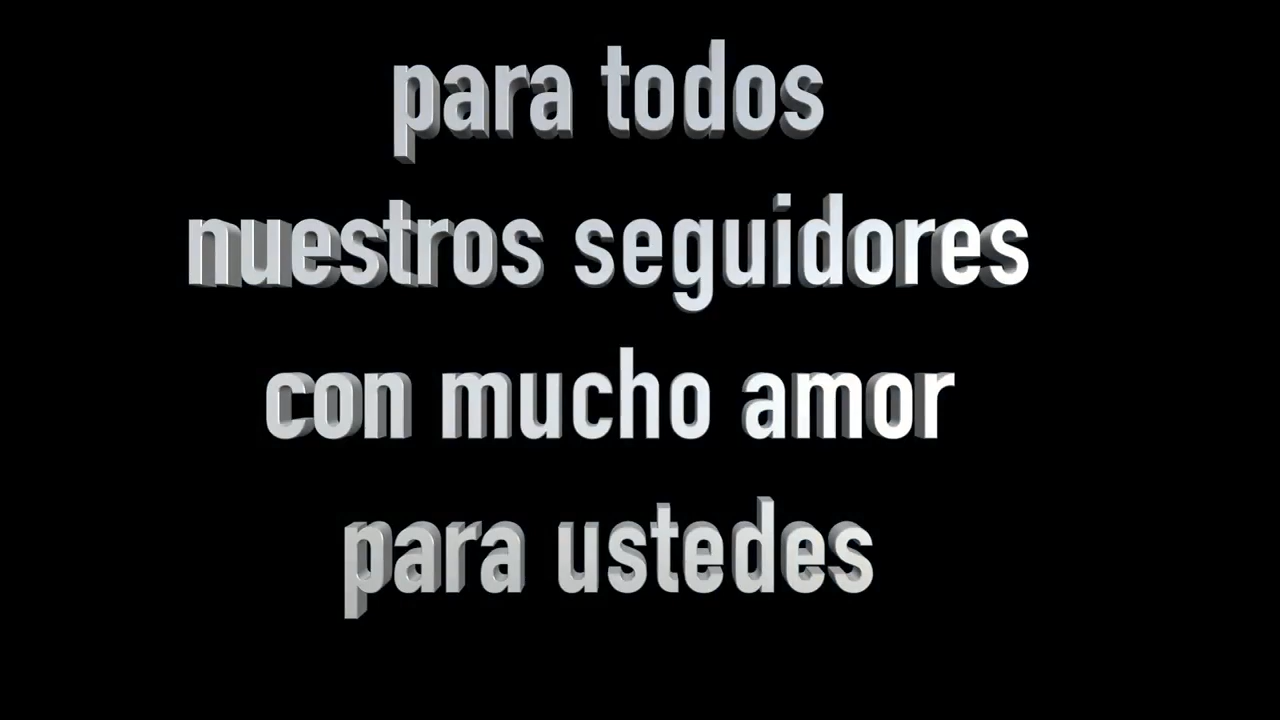 para todos
nuestros seguidores
con mucho amor
para ustedes